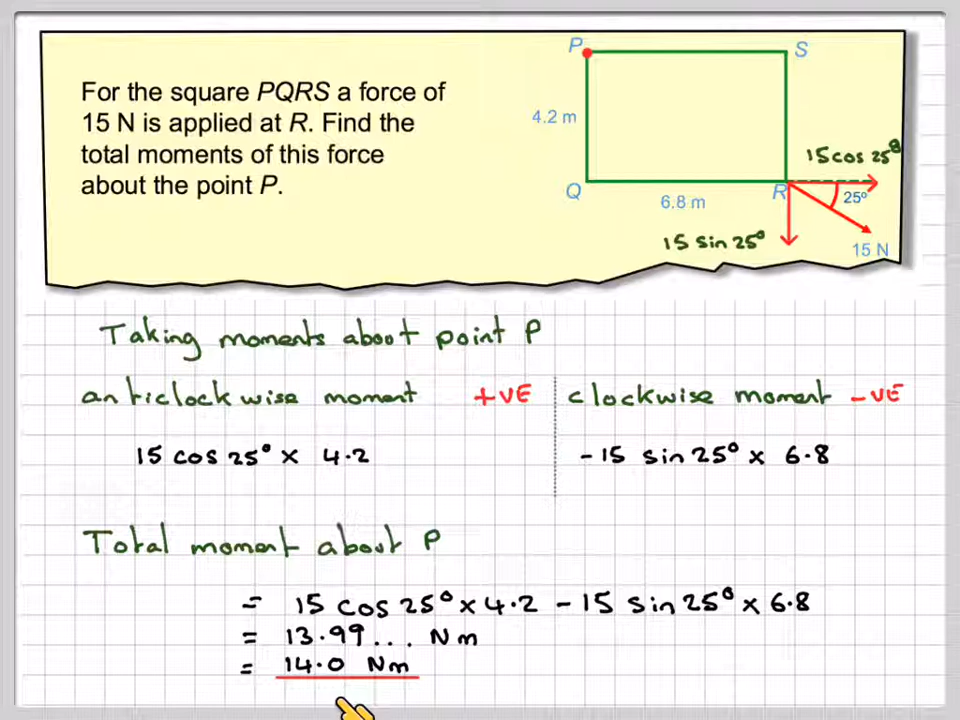 For the square PQRS a force of
15 N is applied at R. Find the
total moments of this force
about the point P.
P
S
4.2 m
Q
6.8 m
R
15 cos 25°
25°
15 sin 25°
15 N
Taking moments about point P
anticlockwise moment +VE
clockwise moment -VE
15 cos 25° × 4.2
-15 sin 25° × 6.8
Total moment about P
= 15 cos 25° × 4.2 - 15 sin 25° × 6.8
= 13.99... Nm
= 14.0 Nm